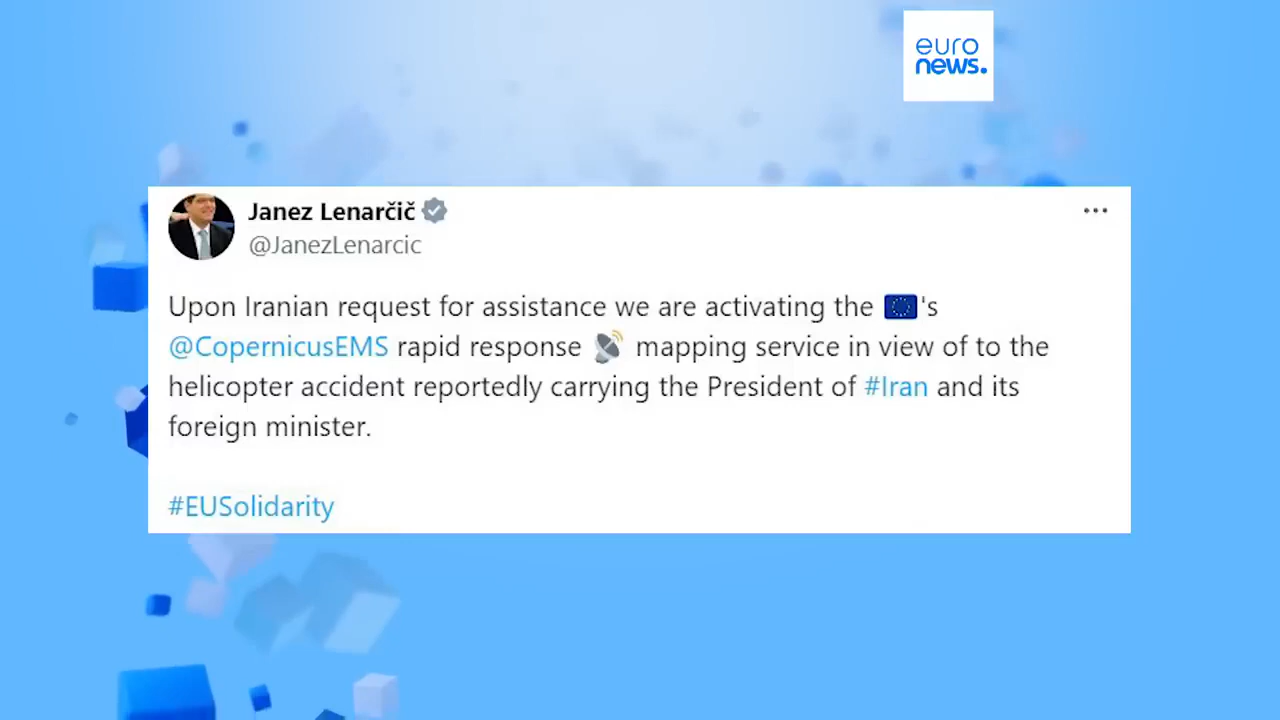 euro
news.
Janez Lenarčič
@JanezLenarcic
Upon Iranian request for assistance we are activating the 🇪🇺's
@CopernicusEMS rapid response 📡 mapping service in view of to the
helicopter accident reportedly carrying the President of #Iran and its
foreign minister.
#EUSolidarity